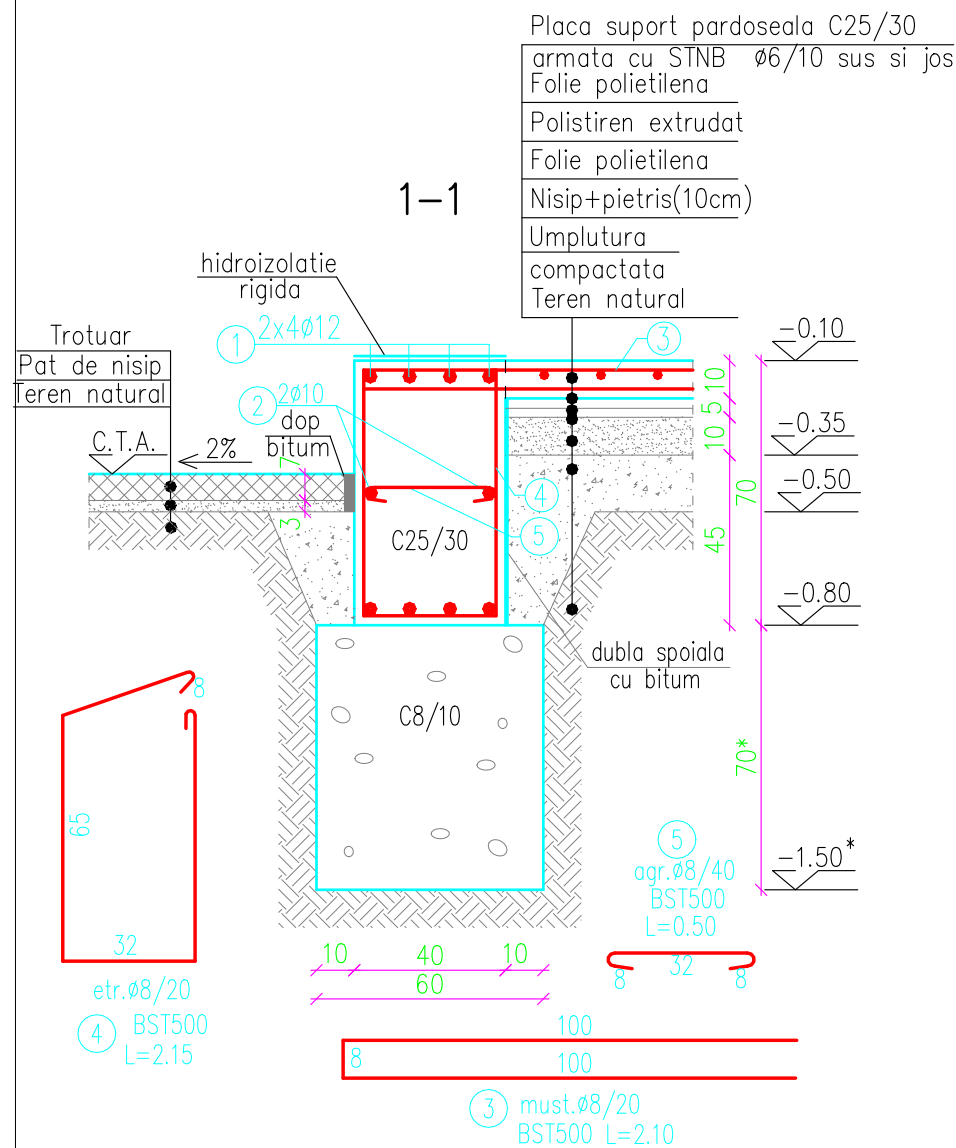 Placa suport pardoseala C25/30
armata cu STNB ø6/10 sus si jos
Folie polietilena
Polistiren extrudat
Folie polietilena
Nisip+pietris(10cm)
Umplutura
compactata
Teren natural
1-1
hidroizolatie
rigida
Trotuar
Pat de nisip
Teren natural
1 2x4ø12
3
2 2ø10
dop
bitum
C.T.A.
2%
7
3
4
5
C25/30
-0.10
-0.35
-0.50
-0.80
-1.50*
10
5
10
45
70
70*
dubla spoiala
cu bitum
C8/10
8
65
32
etr.ø8/20
4 BST500
L=2.15
10 40 10
60
5
agr.ø8/40
BST500
L=0.50
8 32 8
100
8 100
3 must.ø8/20
BST500 L=2.10